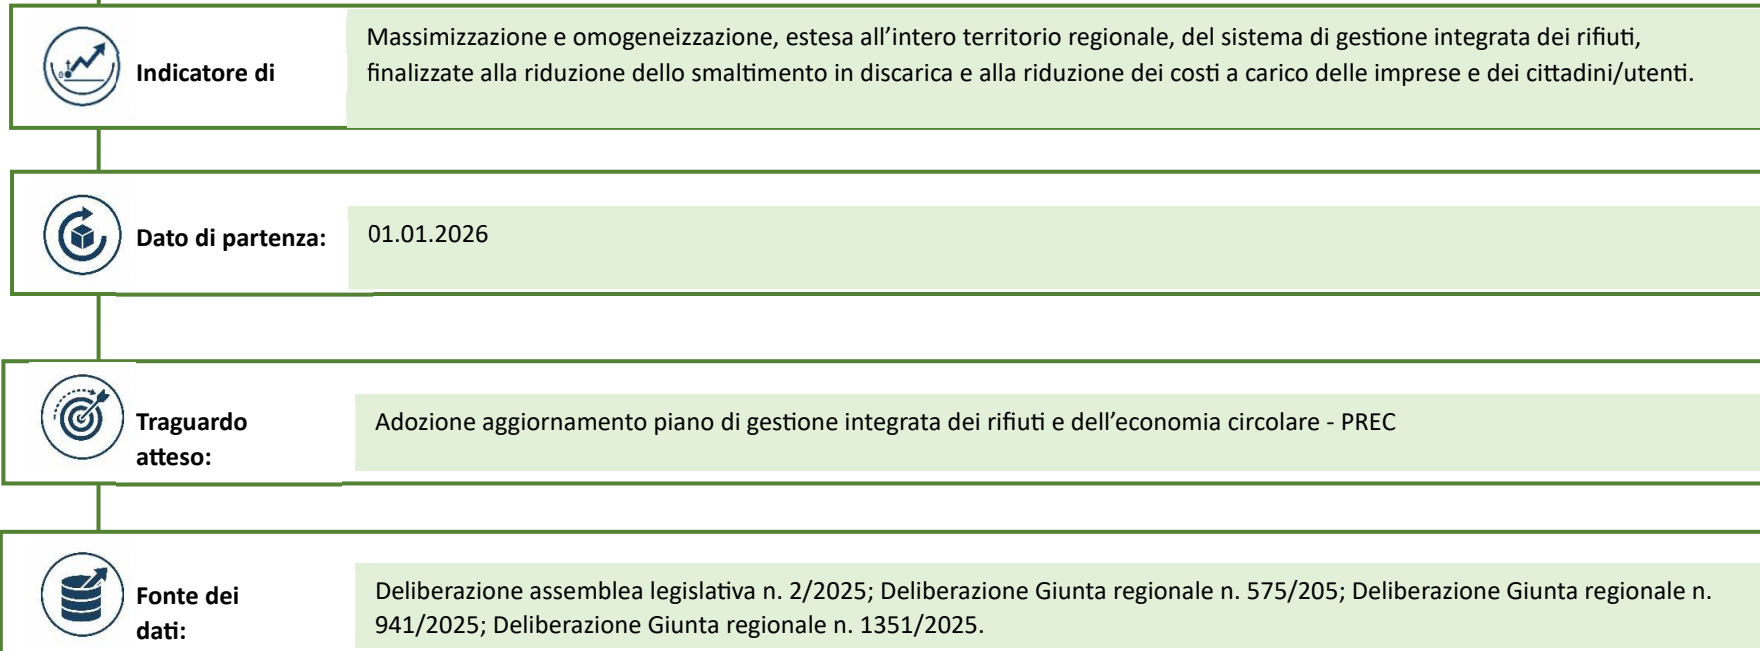 Massimizzazione e omogeneizzazione, estesa all’intero territorio regionale, del sistema di gestione integrata dei rifiuti,
Indicatore di
finalizzate alla riduzione dello smaltimento in discarica e alla riduzione dei costi a carico delle imprese e dei cittadini/utenti.
Dato di partenza:
01.01.2026
Traguardo
atteso:
Adozione aggiornamento piano di gestione integrata dei rifiuti e dell’economia circolare - PREC
Fonte dei
dati:
Deliberazione assemblea legislativa n. 2/2025; Deliberazione Giunta regionale n. 575/205; Deliberazione Giunta regionale n.
941/2025; Deliberazione Giunta regionale n. 1351/2025.